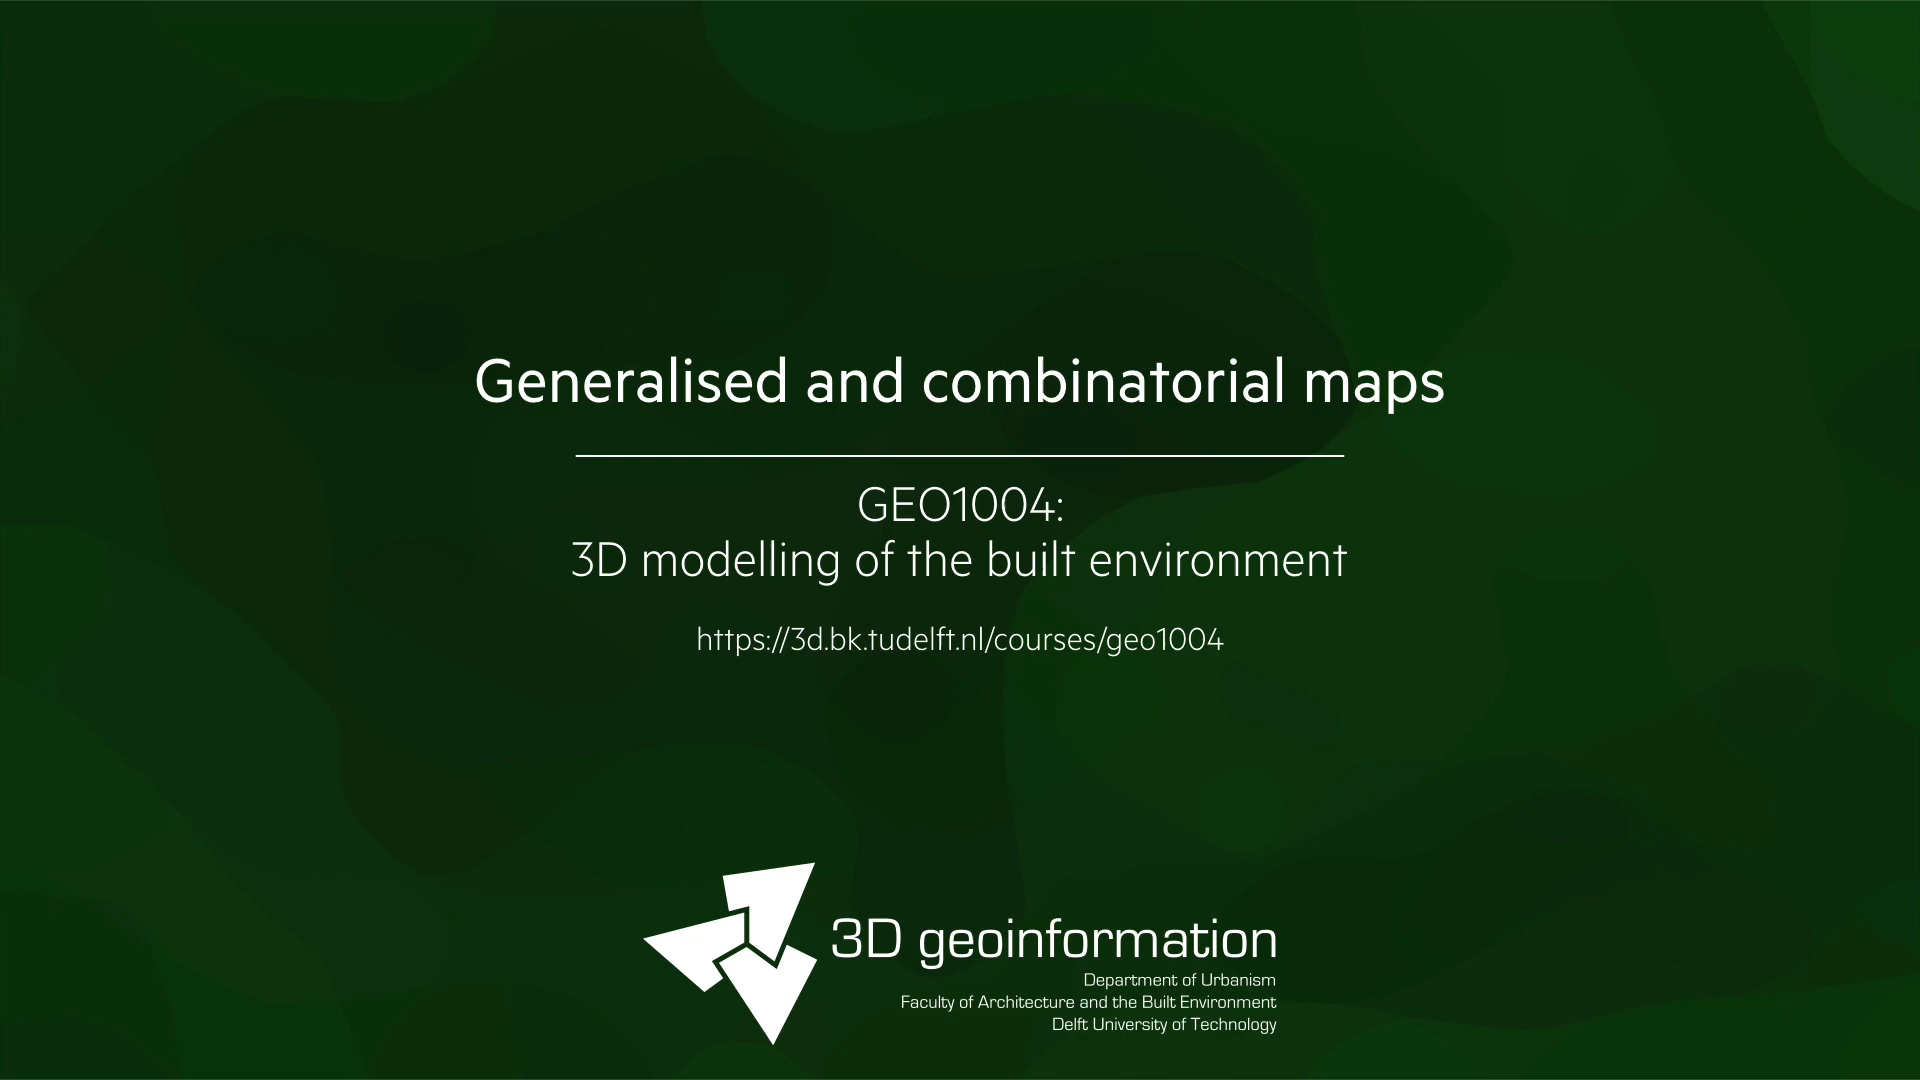 Generalised and combinatorial maps
GEO1004:
3D modelling of the built environment
https://3d.bk.tudelft.nl/courses/geo1004
3D geoinformation
Department of Urbanism
Faculty of Architecture and the Built Environment
Delft University of Technology